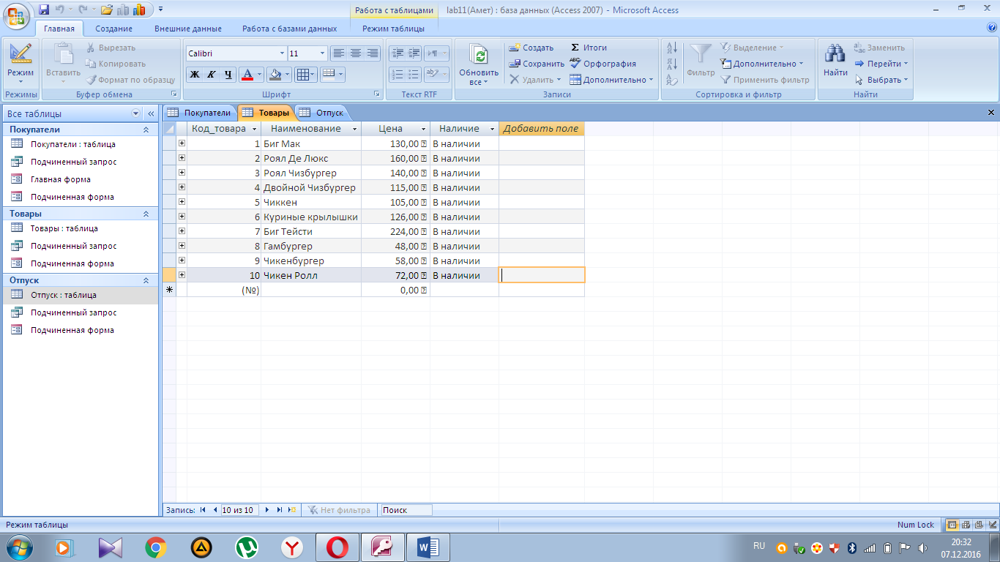 Работа с таблицами lab11(Амет) : база данных (Access 2007) - Microsoft Access
Главная Создание Внешние данные Работа с базами данных Режим таблицы
Режим
Режимы
Вставить
Вырезать
Копировать
Формат по образцу
Буфер обмена
Calibri 11
Ж К Ч А
Шрифт
Текст RTF
Обновить все
Создать
Сохранить
Удалить
Итоги
Орфография
Дополнительно
Записи
Фильтр
Выделение
Дополнительно
Применить фильтр
Сортировка и фильтр
Найти
Заменить
Перейти
Выбрать
Найти
Все таблицы
Покупатели
Покупатели : таблица
Подчиненный запрос
Главная форма
Подчиненная форма
Товары
Товары : таблица
Подчиненный запрос
Подчиненная форма
Отпуск
Отпуск : таблица
Подчиненный запрос
Подчиненная форма
Покупатели Товары Отпуск
Код_товара Наименование Цена Наличие Добавить поле
1 Биг Мак 130,00 В наличии
2 Роял Де Люкс 160,00 В наличии
3 Роял Чизбургер 140,00 В наличии
4 Двойной Чизбургер 115,00 В наличии
5 Чиккен 105,00 В наличии
6 Куриные крылышки 126,00 В наличии
7 Биг Тейсти 224,00 В наличии
8 Гамбургер 48,00 В наличии
9 Чикенбургер 58,00 В наличии
10 Чикен Ролл 72,00 В наличии
(№) 0,00
Запись: 10 из 10 Нет фильтра Поиск
Режим таблицы Num Lock
RU 20:32
07.12.2016